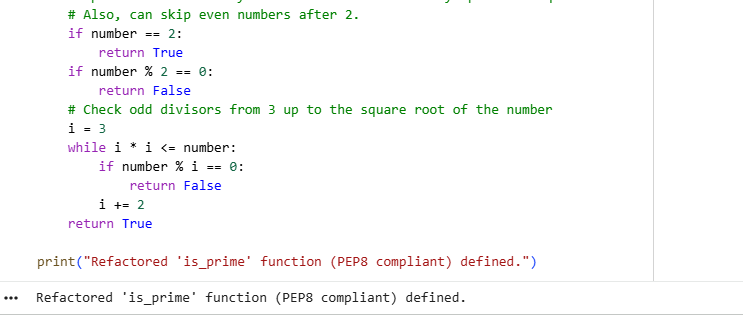 # Also, can skip even numbers after 2.
if number == 2:
return True
if number % 2 == 0:
return False
# Check odd divisors from 3 up to the square root of the number
i = 3
while i * i <= number:
if number % i == 0:
return False
i += 2
return True
print("Refactored 'is_prime' function (PEP8 compliant) defined.")
Refactored 'is_prime' function (PEP8 compliant) defined.